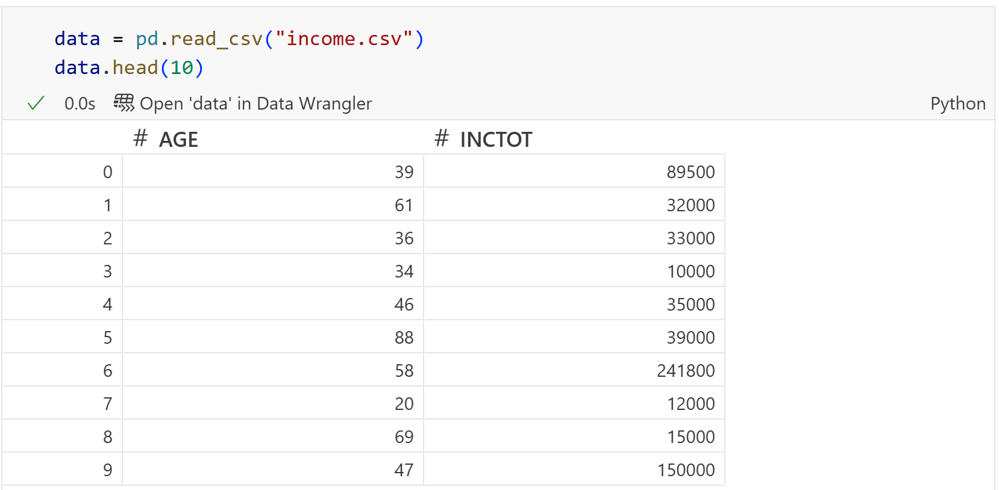 data = pd.read_csv("income.csv")
data.head(10)
0.0s Open 'data' in Data Wrangler Python
# AGE # INCTOT
0 39 89500
1 61 32000
2 36 33000
3 34 10000
4 46 35000
5 88 39000
6 58 241800
7 20 12000
8 69 15000
9 47 150000